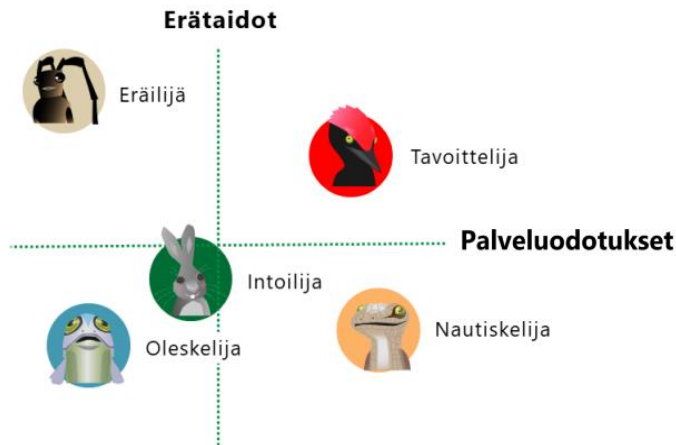 Erätaidot
Eräilijä
Tavoittelija
Palveluodotukset
Intoilija
Nautiskelija
Oleskelija